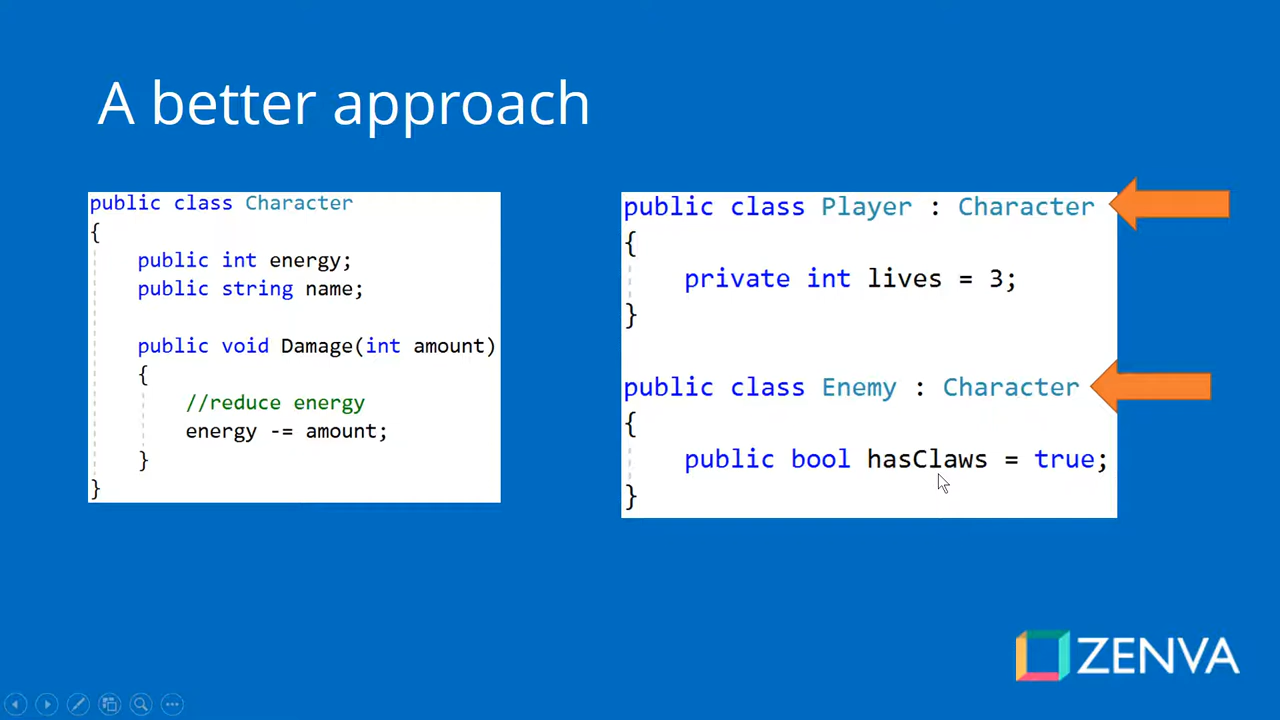 A better approach
public class Character
{
public int energy;
public string name;
public void Damage(int amount)
{
//reduce energy
energy -= amount;
}
}
public class Player : Character
{
private int lives = 3;
}
public class Enemy : Character
{
public bool hasClaws = true;
}
ZENVA